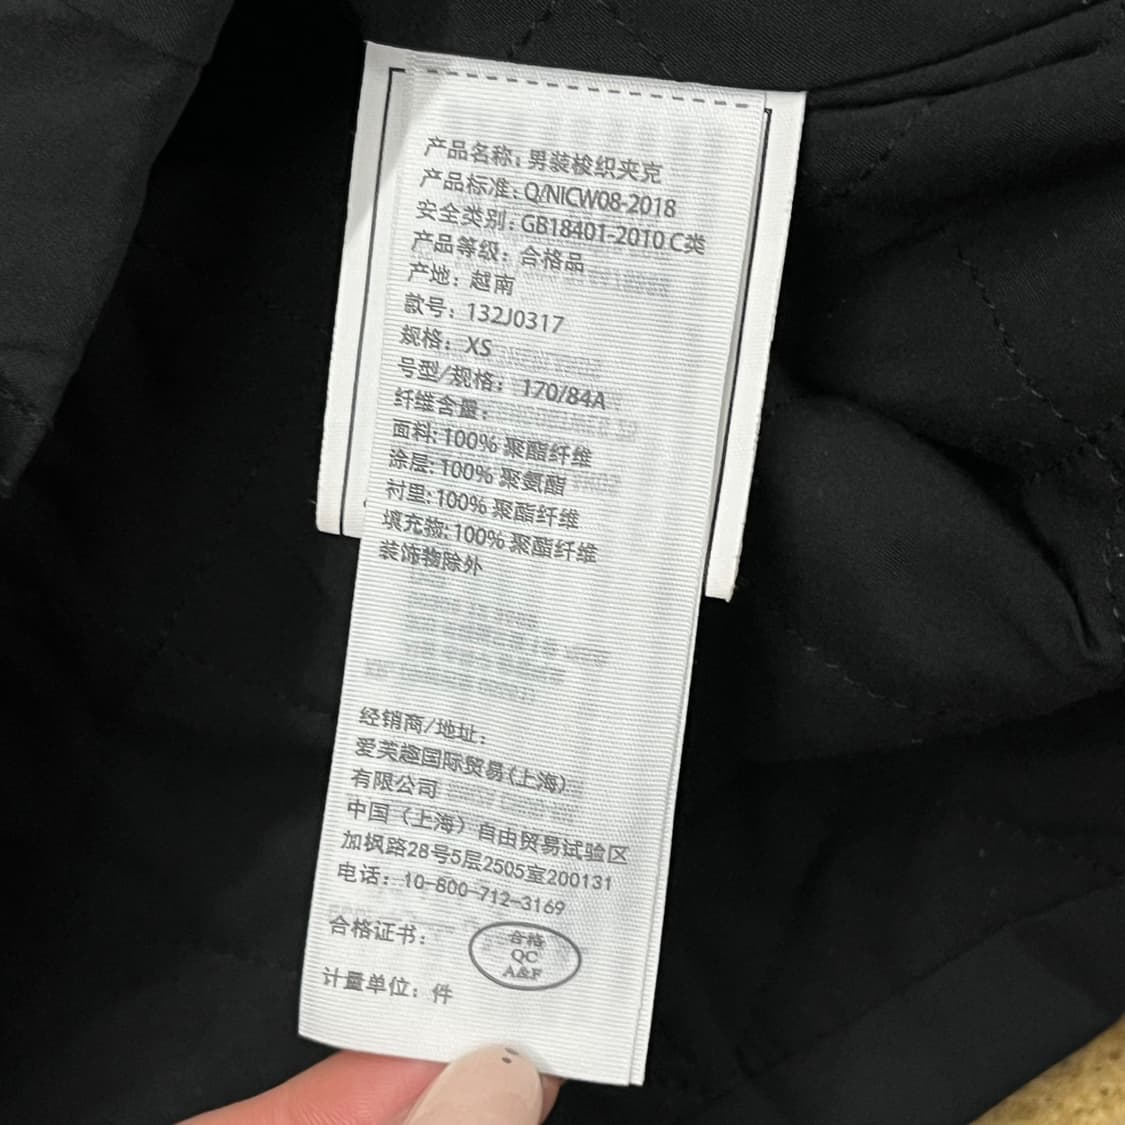 产品名称: 男装梭织夹克
产品标准: Q/NICW08-2018
安全类别: GB18401-2010 C类
产品等级: 合格品
产地: 越南
款号: 132J0317
规格: XS
号型/规格: 170/84A
纤维含量:
面料: 100% 聚酯纤维
涂层: 100% 聚氨酯
衬里: 100% 聚酯纤维
填充物: 100% 聚酯纤维
装饰物除外
经销商/地址:
爱芙趣国际贸易(上海)
有限公司
中国（上海）自由贸易试验区
加枫路28号5层2505室200131
电话: 10-800-712-3169
合格证书:
合格
QC
A&F
计量单位: 件